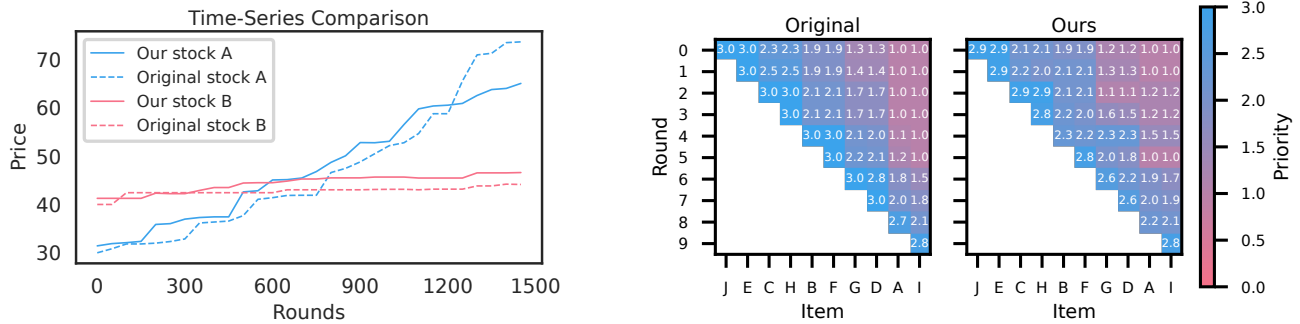 Time-Series Comparison
Our stock A
Original stock A
Our stock B
Original stock B
Price
70
60
50
40
30
0 300 600 900 1200 1500
Rounds
Original
Round
0 3.0 3.0 2.3 2.3 1.9 1.9 1.3 1.3 1.0 1.0
1 3.0 2.5 2.5 1.9 1.9 1.4 1.4 1.0 1.0
2 3.0 3.0 2.1 2.1 1.7 1.7 1.0 1.0
3 3.0 2.1 2.1 1.7 1.7 1.0 1.0
4 3.0 3.0 2.1 2.0 1.1 1.0
5 3.0 2.2 2.1 1.2 1.0
6 3.0 2.8 1.8 1.5
7 3.0 2.0 1.8
8 2.7 2.1
9 2.8
J E C H B F G D A I
Item
Ours
2.9 2.9 2.1 2.1 1.9 1.9 1.2 1.2 1.0 1.0
2.9 2.2 2.0 2.1 2.1 1.3 1.3 1.0 1.0
2.9 2.9 2.1 2.1 1.1 1.1 1.2 1.2
2.8 2.2 2.0 1.6 1.5 1.2 1.2
2.3 2.2 2.3 2.3 1.5 1.5
2.8 2.0 1.8 1.0 1.0
2.6 2.2 1.9 1.7
2.6 2.0 1.9
2.2 2.1
2.8
J E C H B F G D A I
Item
3.0
2.5
2.0
1.5
1.0
0.5
0.0
Priority